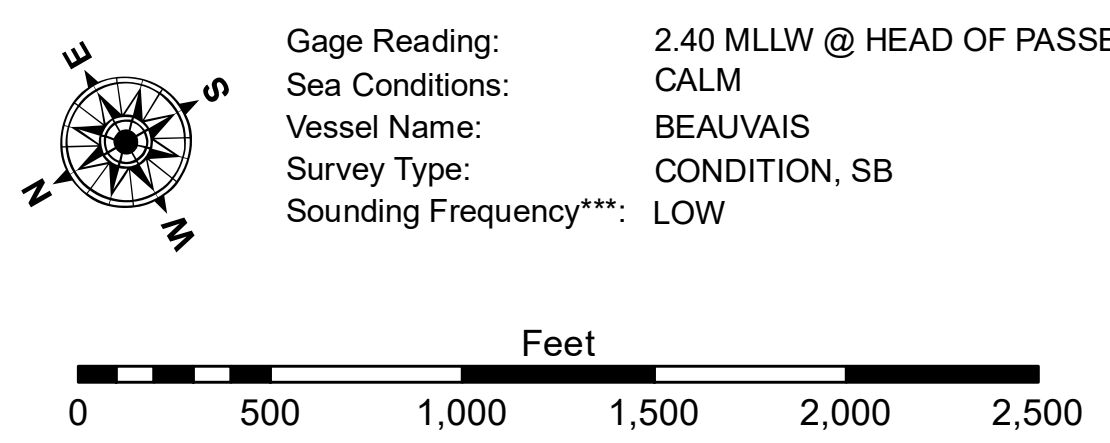 E
S
N
W
Gage Reading: 2.40 MLLW @ HEAD OF PASSE
Sea Conditions: CALM
Vessel Name: BEAUVAIS
Survey Type: CONDITION, SB
Sounding Frequency***: LOW
Feet
0 500 1,000 1,500 2,000 2,500